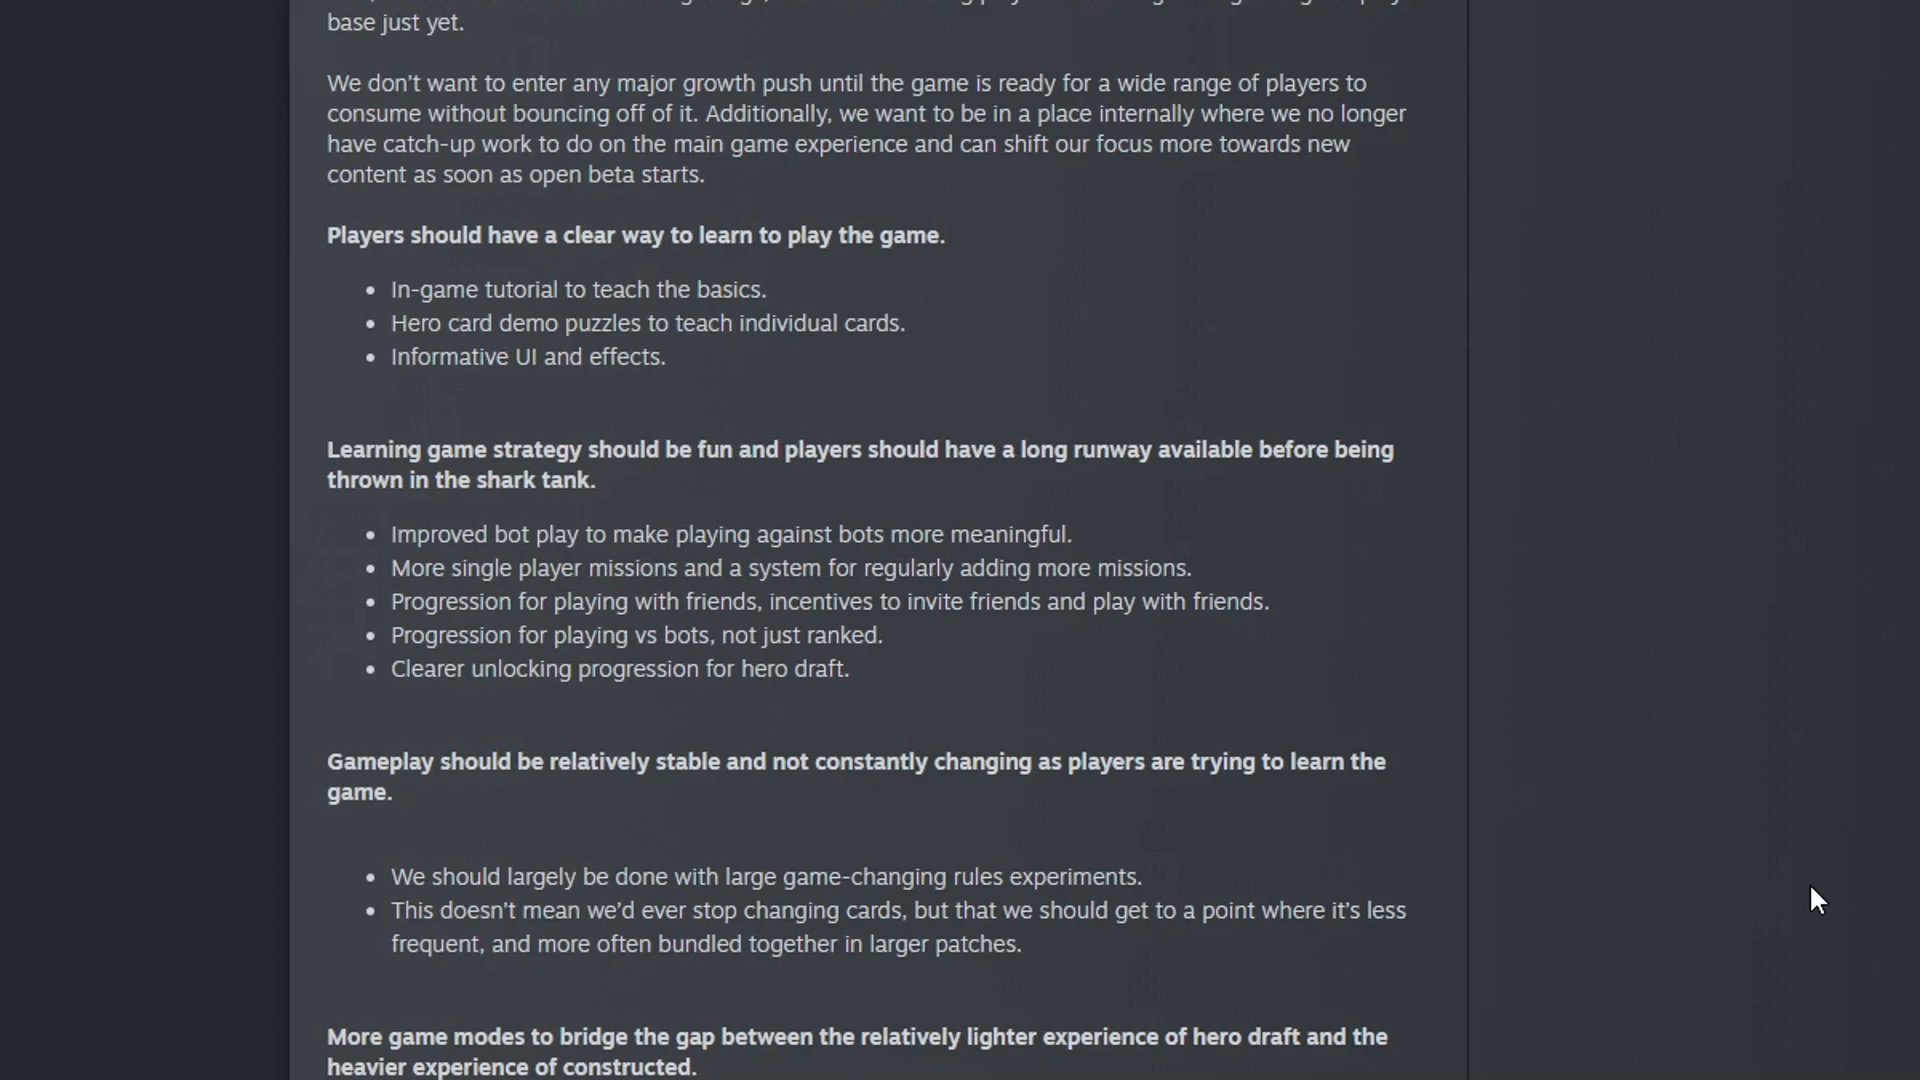 base just yet.
We don’t want to enter any major growth push until the game is ready for a wide range of players to
consume without bouncing off of it. Additionally, we want to be in a place internally where we no longer
have catch-up work to do on the main game experience and can shift our focus more towards new
content as soon as open beta starts.
Players should have a clear way to learn to play the game.
• In-game tutorial to teach the basics.
• Hero card demo puzzles to teach individual cards.
• Informative UI and effects.
Learning game strategy should be fun and players should have a long runway available before being
thrown in the shark tank.
• Improved bot play to make playing against bots more meaningful.
• More single player missions and a system for regularly adding more missions.
• Progression for playing with friends, incentives to invite friends and play with friends.
• Progression for playing vs bots, not just ranked.
• Clearer unlocking progression for hero draft.
Gameplay should be relatively stable and not constantly changing as players are trying to learn the
game.
• We should largely be done with large game-changing rules experiments.
• This doesn’t mean we’d ever stop changing cards, but that we should get to a point where it’s less
frequent, and more often bundled together in larger patches.
More game modes to bridge the gap between the relatively lighter experience of hero draft and the
heavier experience of constructed.